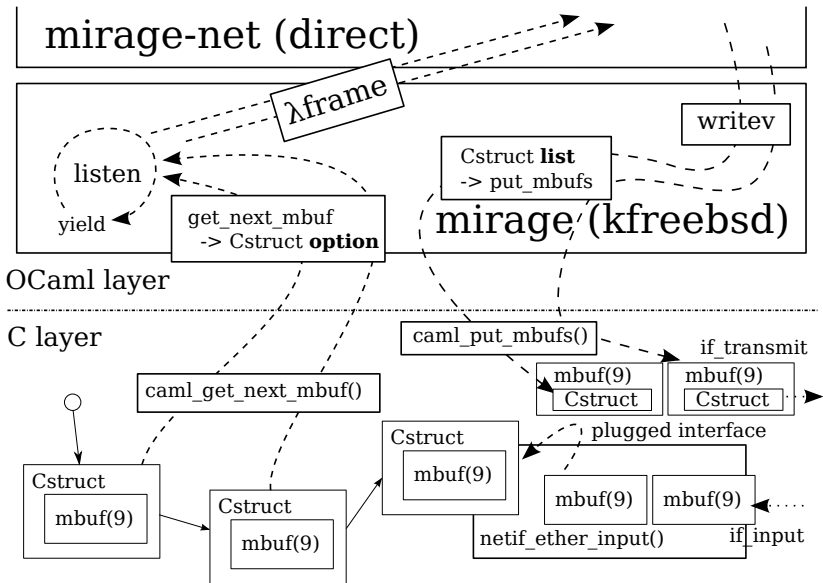 mirage-net (direct)
λframe
writev
listen
yield
Cstruct list
-> put_mbufs
get_next_mbuf
-> Cstruct option
mirage (kfreebsd)
OCaml layer
C layer
caml_put_mbufs()
if_transmit
mbuf(9)
Cstruct
mbuf(9)
Cstruct
caml_get_next_mbuf()
plugged interface
Cstruct
mbuf(9)
Cstruct
mbuf(9)
Cstruct
mbuf(9)
mbuf(9)
mbuf(9)
netif_ether_input()
if_input